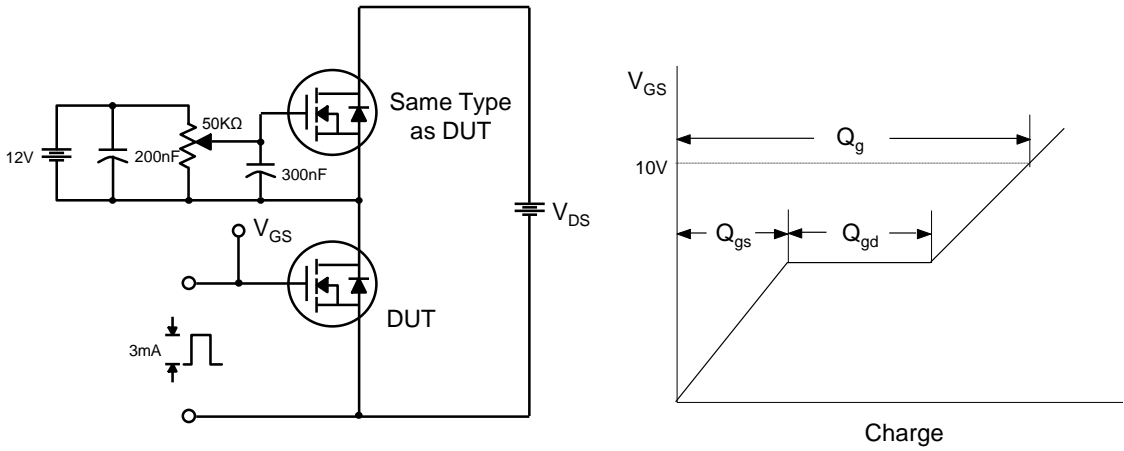 Same Type
as DUT
50KΩ
12V
200nF
300nF
V_GS
V_DS
DUT
3mA
V_GS
Q_g
10V
Q_gs
Q_gd
Charge